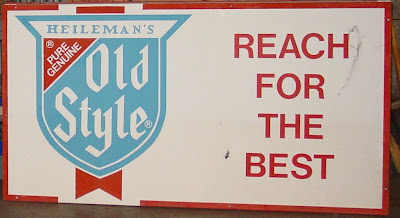 HEILEMAN'S
®
PURE
GENUINE
Old
Style®
REACH
FOR
THE
BEST